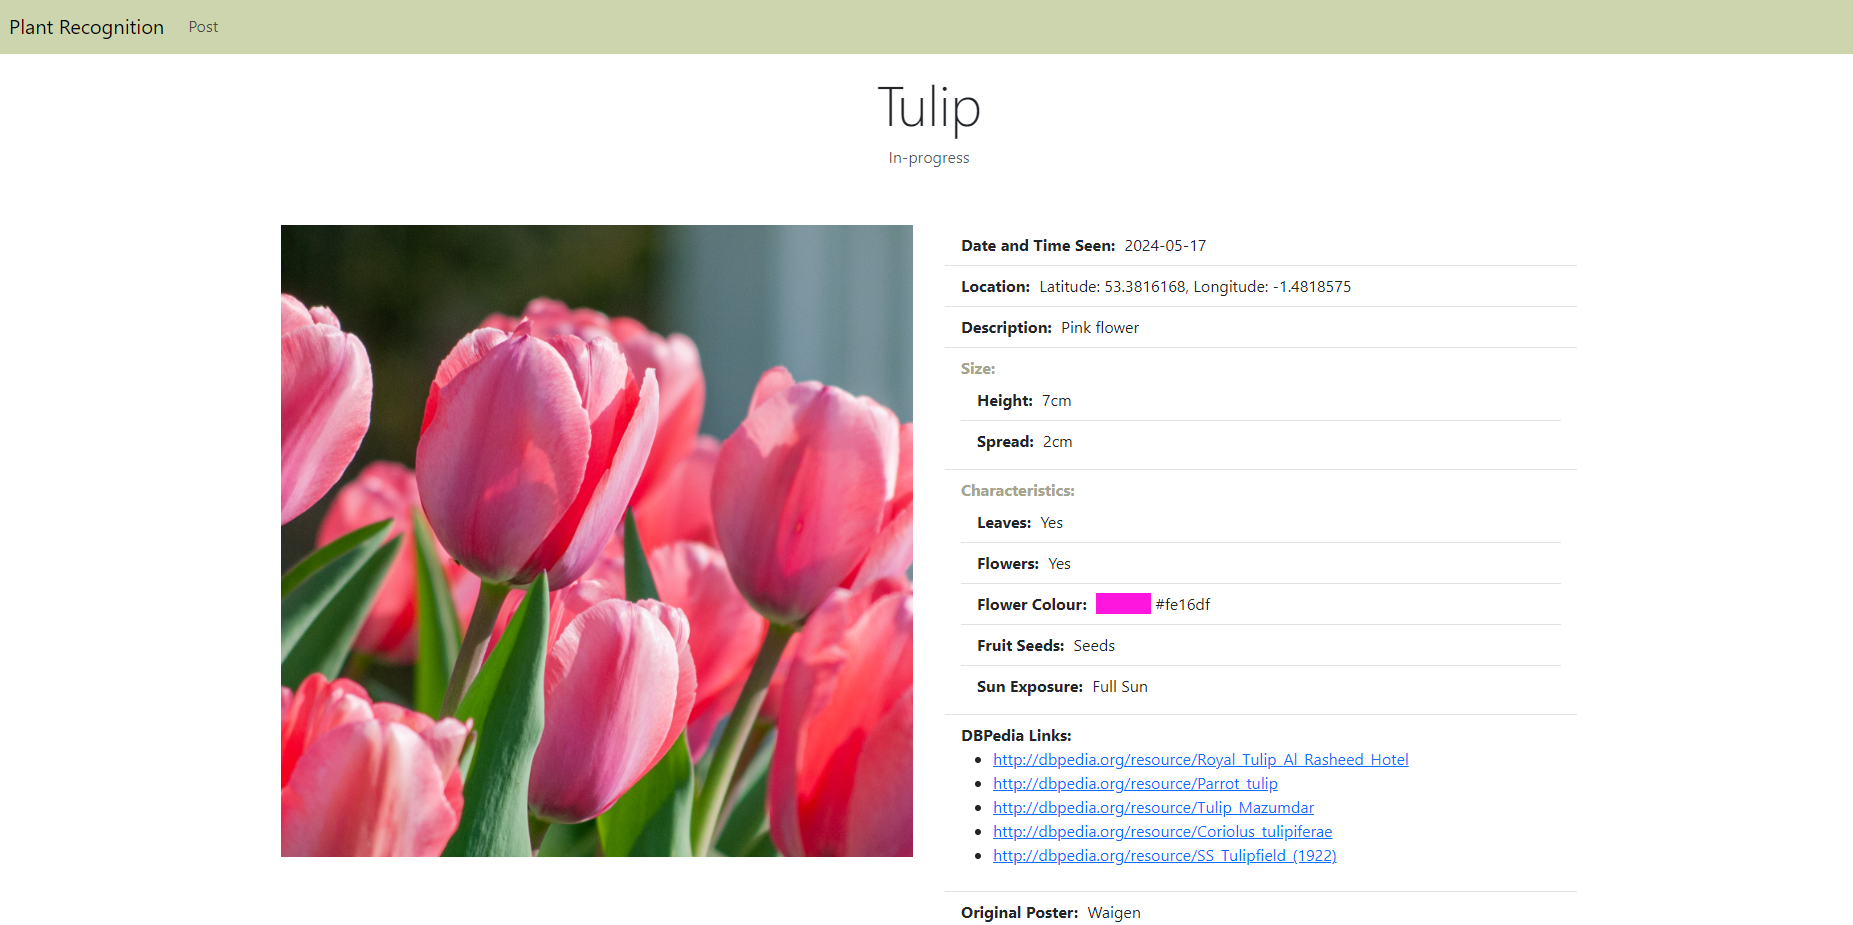 Plant Recognition Post
Tulip
In-progress
Date and Time Seen: 2024-05-17
Location: Latitude: 53.3816168, Longitude: -1.4818575
Description: Pink flower
Size:
Height: 7cm
Spread: 2cm
Characteristics:
Leaves: Yes
Flowers: Yes
Flower Colour: #fe16df
Fruit Seeds: Seeds
Sun Exposure: Full Sun
DBPedia Links:
http://dbpedia.org/resource/Royal_Tulip_Al_Rasheed_Hotel
http://dbpedia.org/resource/Parrot_tulip
http://dbpedia.org/resource/Tulip_Mazumdar
http://dbpedia.org/resource/Coriolus_tulipiferae
http://dbpedia.org/resource/SS_Tulipfield_(1922)
Original Poster: Waigen